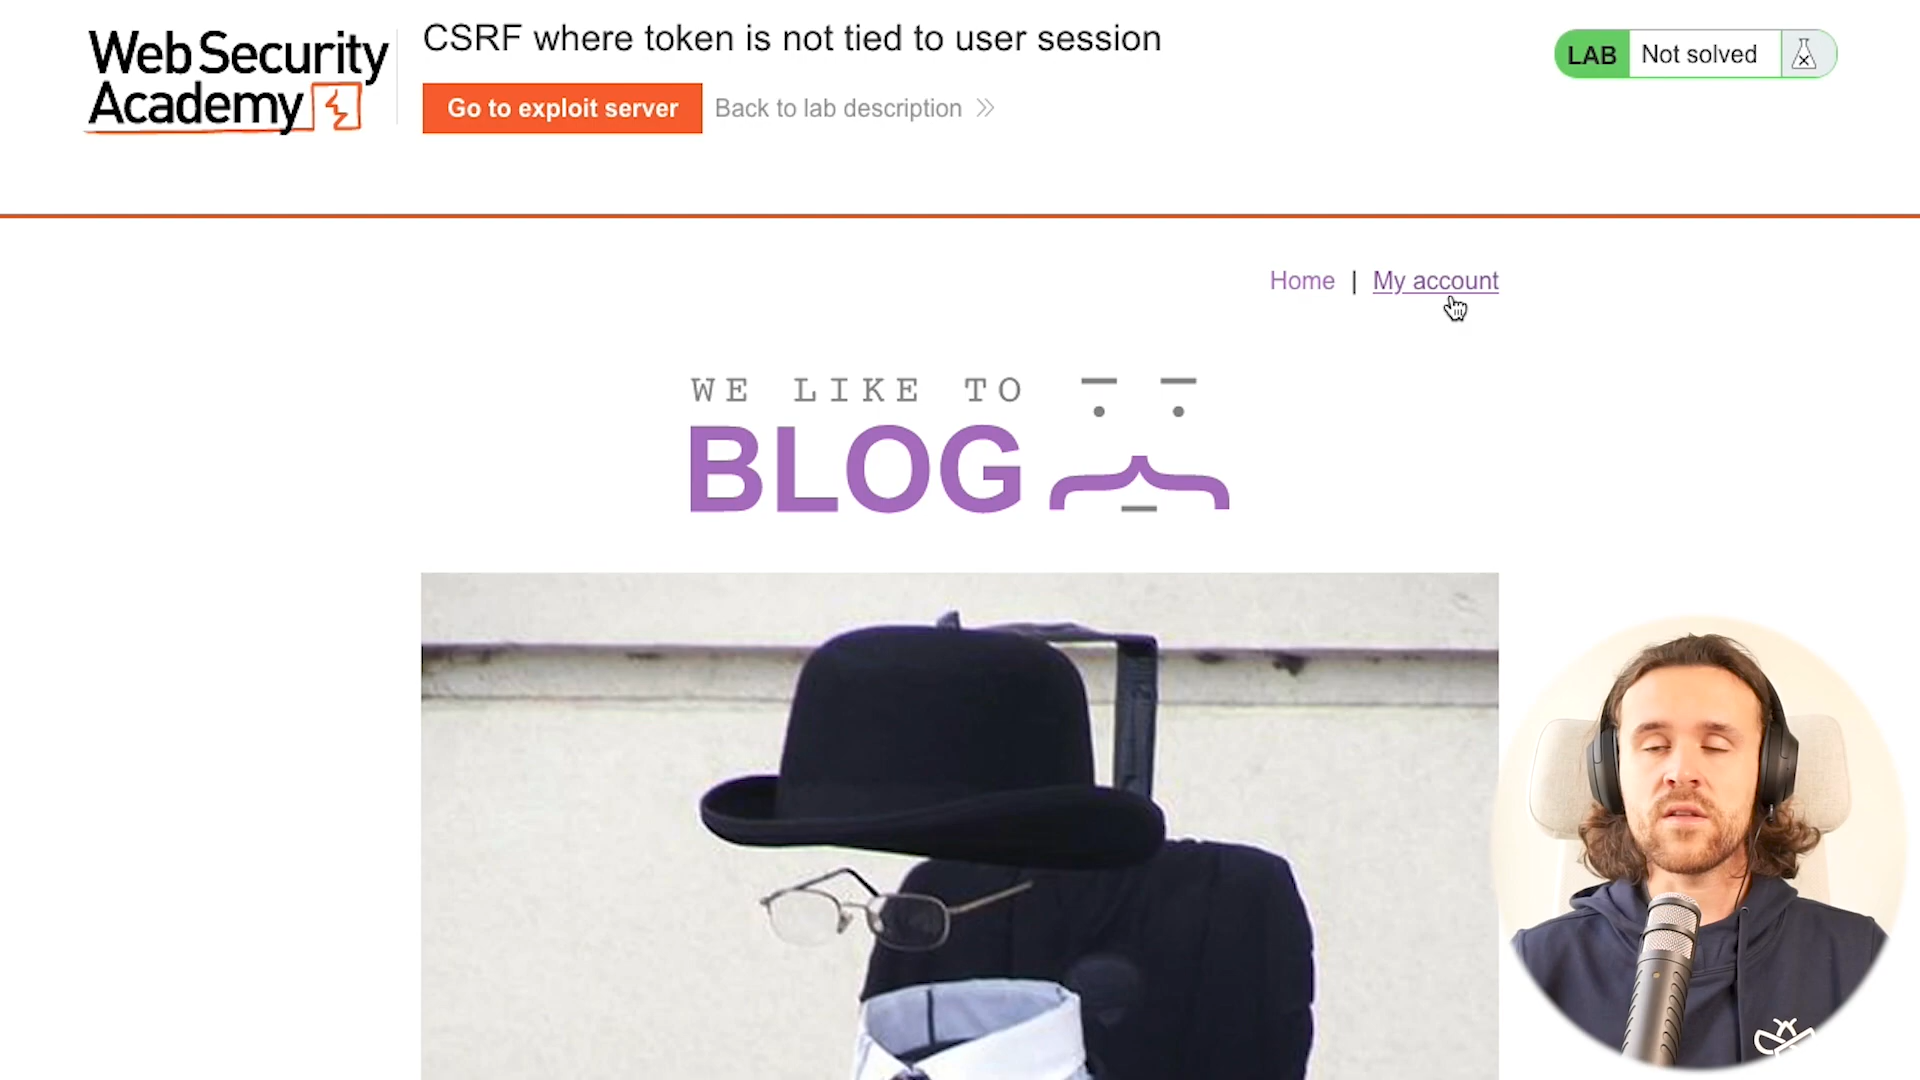 Web Security
Academy
CSRF where token is not tied to user session
Go to exploit server
Back to lab description
LAB
Not solved
Home | My account
WE LIKE TO
BLOG